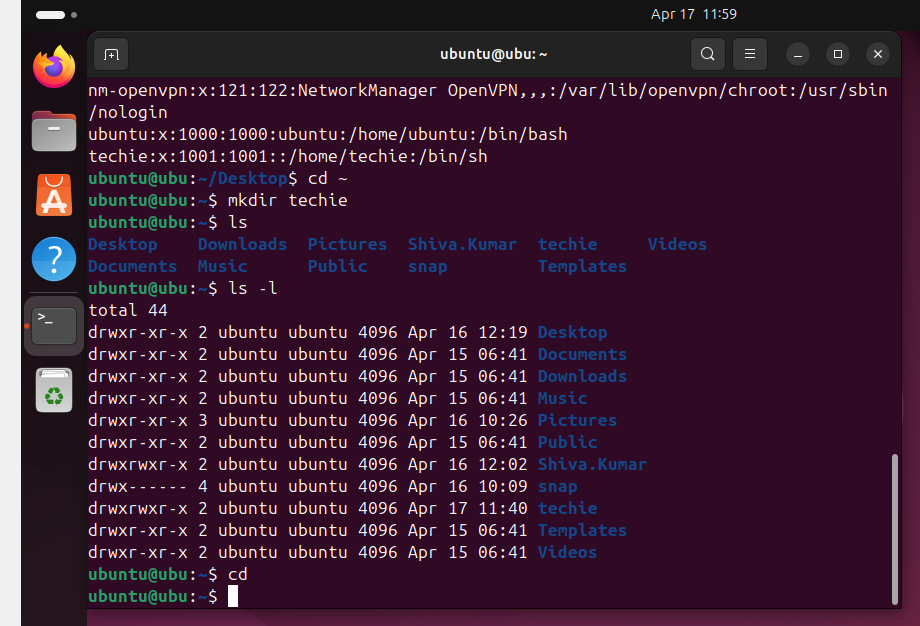 Apr 17 11:59
ubuntu@ubu: ~
nm-openvpn:x:121:122:NetworkManager OpenVPN,,,:/var/lib/openvpn/chroot:/usr/sbin
/nologin
ubuntu:x:1000:1000:ubuntu:/home/ubuntu:/bin/bash
techie:x:1001:1001::/home/techie:/bin/sh
ubuntu@ubu:~/Desktop$ cd ~
ubuntu@ubu:~$ mkdir techie
ubuntu@ubu:~$ ls
Desktop Downloads Pictures Shiva.Kumar techie Videos
Documents Music Public snap Templates
ubuntu@ubu:~$ ls -l
total 44
drwxr-xr-x 2 ubuntu ubuntu 4096 Apr 16 12:19 Desktop
drwxr-xr-x 2 ubuntu ubuntu 4096 Apr 15 06:41 Documents
drwxr-xr-x 2 ubuntu ubuntu 4096 Apr 15 06:41 Downloads
drwxr-xr-x 2 ubuntu ubuntu 4096 Apr 15 06:41 Music
drwxr-xr-x 3 ubuntu ubuntu 4096 Apr 16 10:26 Pictures
drwxr-xr-x 2 ubuntu ubuntu 4096 Apr 15 06:41 Public
drwxrwxr-x 2 ubuntu ubuntu 4096 Apr 16 12:02 Shiva.Kumar
drwx------ 4 ubuntu ubuntu 4096 Apr 16 10:09 snap
drwxrwxr-x 2 ubuntu ubuntu 4096 Apr 17 11:40 techie
drwxr-xr-x 2 ubuntu ubuntu 4096 Apr 15 06:41 Templates
drwxr-xr-x 2 ubuntu ubuntu 4096 Apr 15 06:41 Videos
ubuntu@ubu:~$ cd
ubuntu@ubu:~$